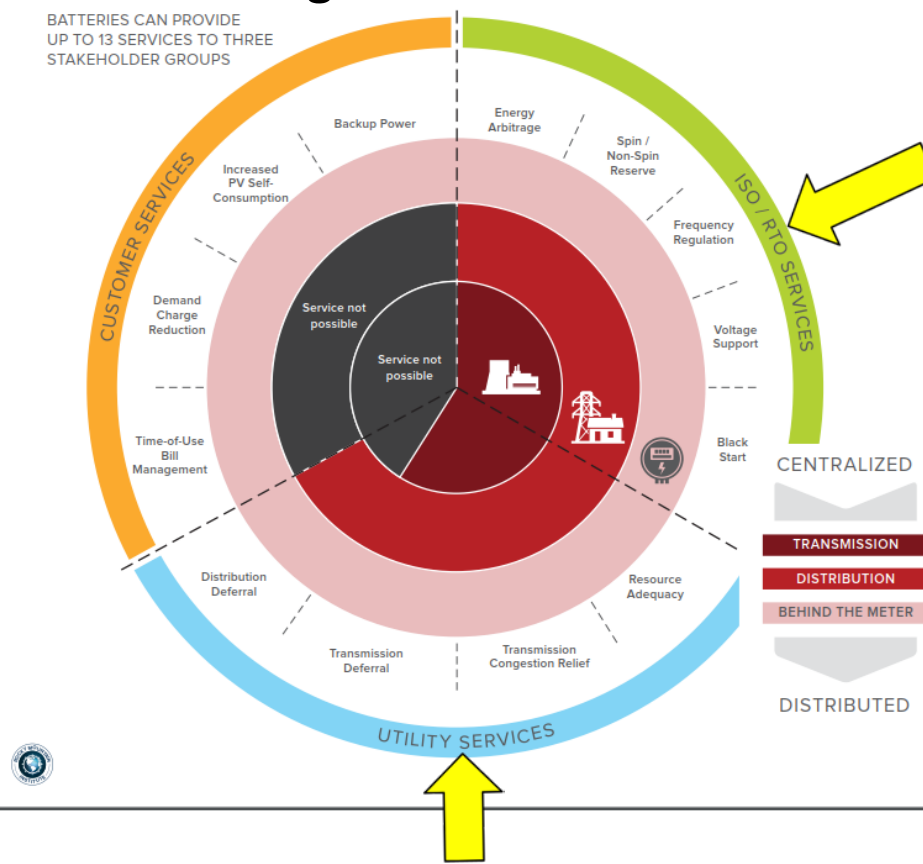 BATTERIES CAN PROVIDE
UP TO 13 SERVICES TO THREE
STAKEHOLDER GROUPS
CUSTOMER SERVICES
ISO / RTO SERVICES
UTILITY SERVICES
Backup Power
Energy
Arbitrage
Spin /
Non-Spin
Reserve
Increased
PV Self-
Consumption
Frequency
Regulation
Demand
Charge
Reduction
Service not
possible
Service not
possible
Voltage
Support
Time-of-Use
Bill
Management
Black
Start
Distribution
Deferral
Resource
Adequacy
Transmission
Deferral
Transmission
Congestion Relief
CENTRALIZED
TRANSMISSION
DISTRIBUTION
BEHIND THE METER
DISTRIBUTED
ROCKY MOUNTAIN
INSTITUTE